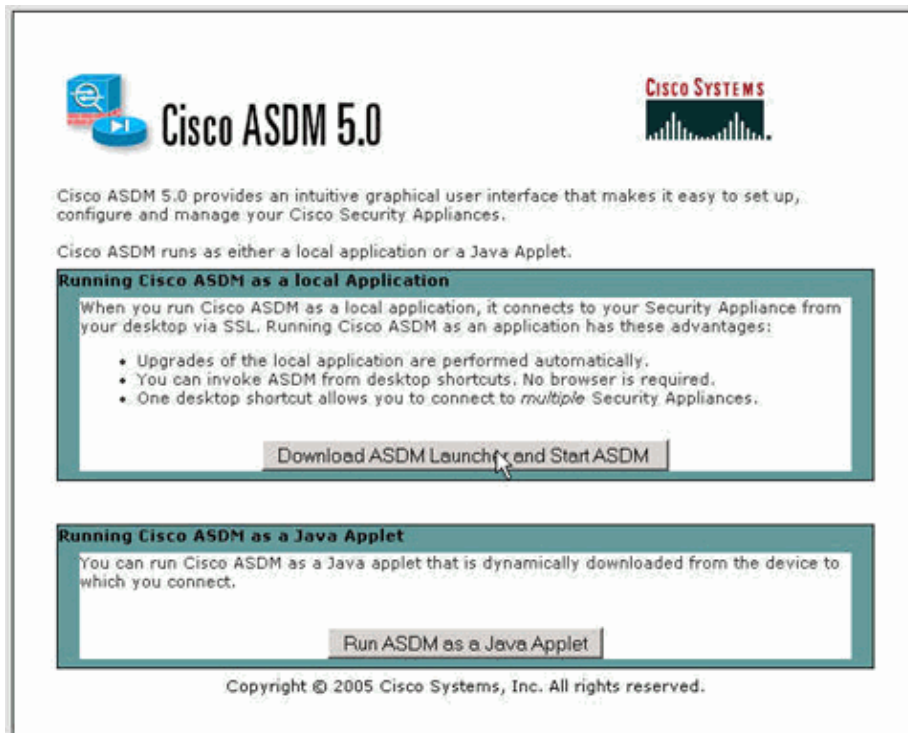 Cisco ASDM 5.0
CISCO SYSTEMS
Cisco ASDM 5.0 provides an intuitive graphical user interface that makes it easy to set up,
configure and manage your Cisco Security Appliances.
Cisco ASDM runs as either a local application or a Java Applet.
Running Cisco ASDM as a local Application
When you run Cisco ASDM as a local application, it connects to your Security Appliance from
your desktop via SSL. Running Cisco ASDM as an application has these advantages:
• Upgrades of the local application are performed automatically.
• You can invoke ASDM from desktop shortcuts. No browser is required.
• One desktop shortcut allows you to connect to multiple Security Appliances.
Download ASDM Launcher and Start ASDM
Running Cisco ASDM as a Java Applet
You can run Cisco ASDM as a Java applet that is dynamically downloaded from the device to
which you connect.
Run ASDM as a Java Applet
Copyright © 2005 Cisco Systems, Inc. All rights reserved.